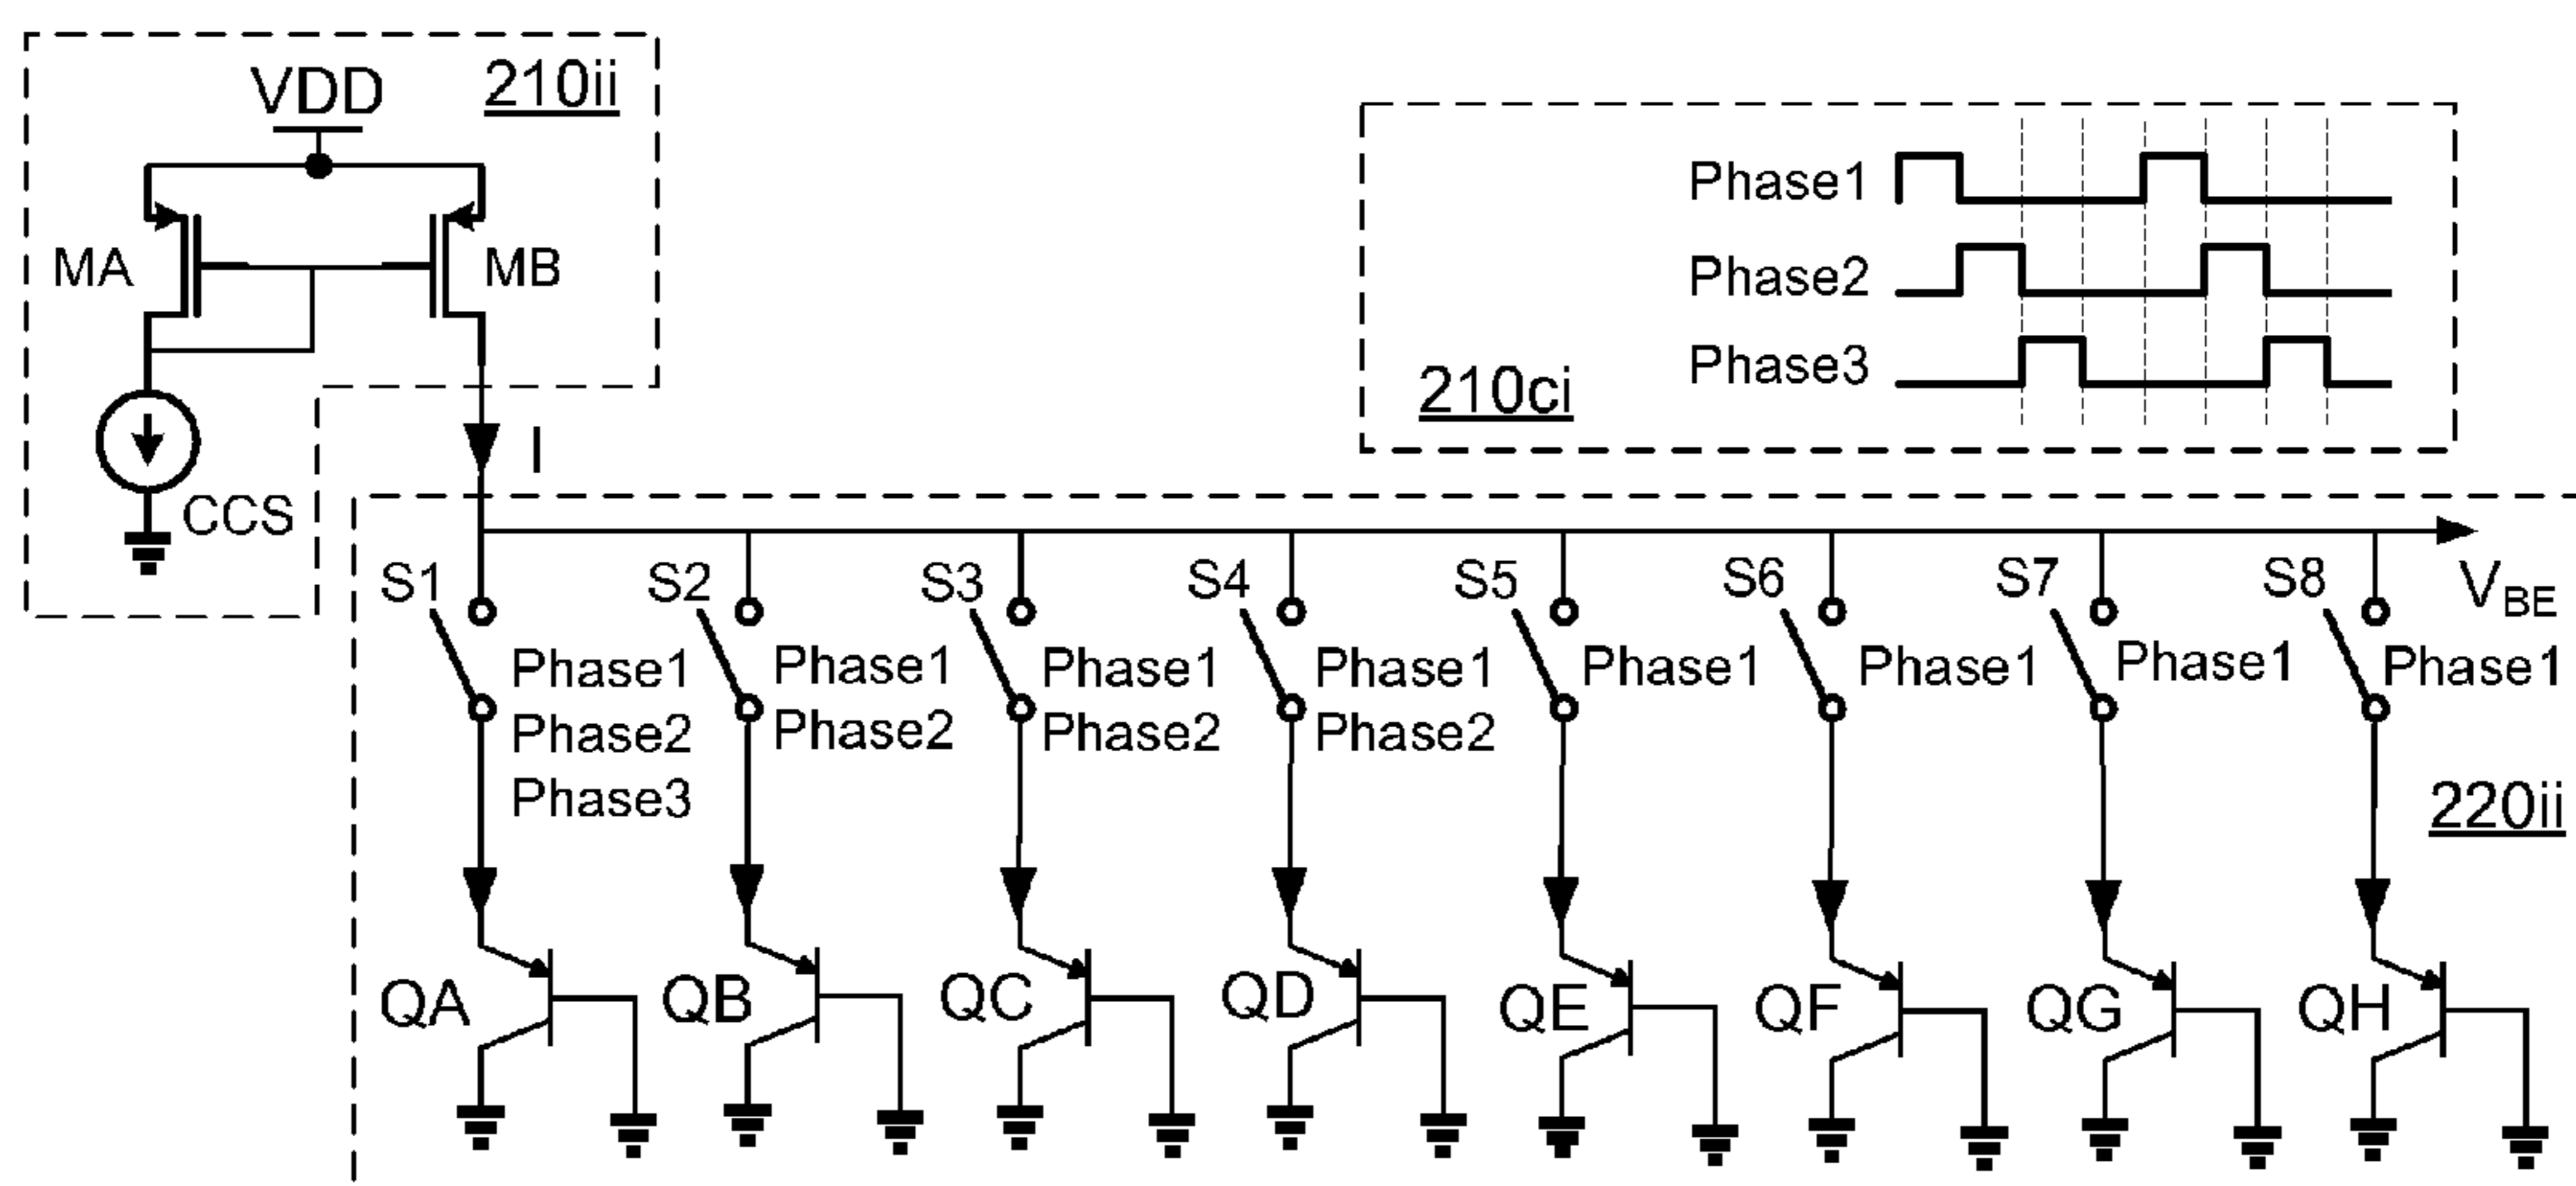 VDD
210ii
MA
MB
CCS
I
Phase1
Phase2
Phase3
210ci
S1
S2
S3
S4
S5
S6
S7
S8
VBE
Phase1
Phase2
Phase3
Phase1
Phase2
Phase1
Phase2
Phase1
Phase2
Phase1
Phase1
Phase1
Phase1
220ii
QA
QB
QC
QD
QE
QF
QG
QH